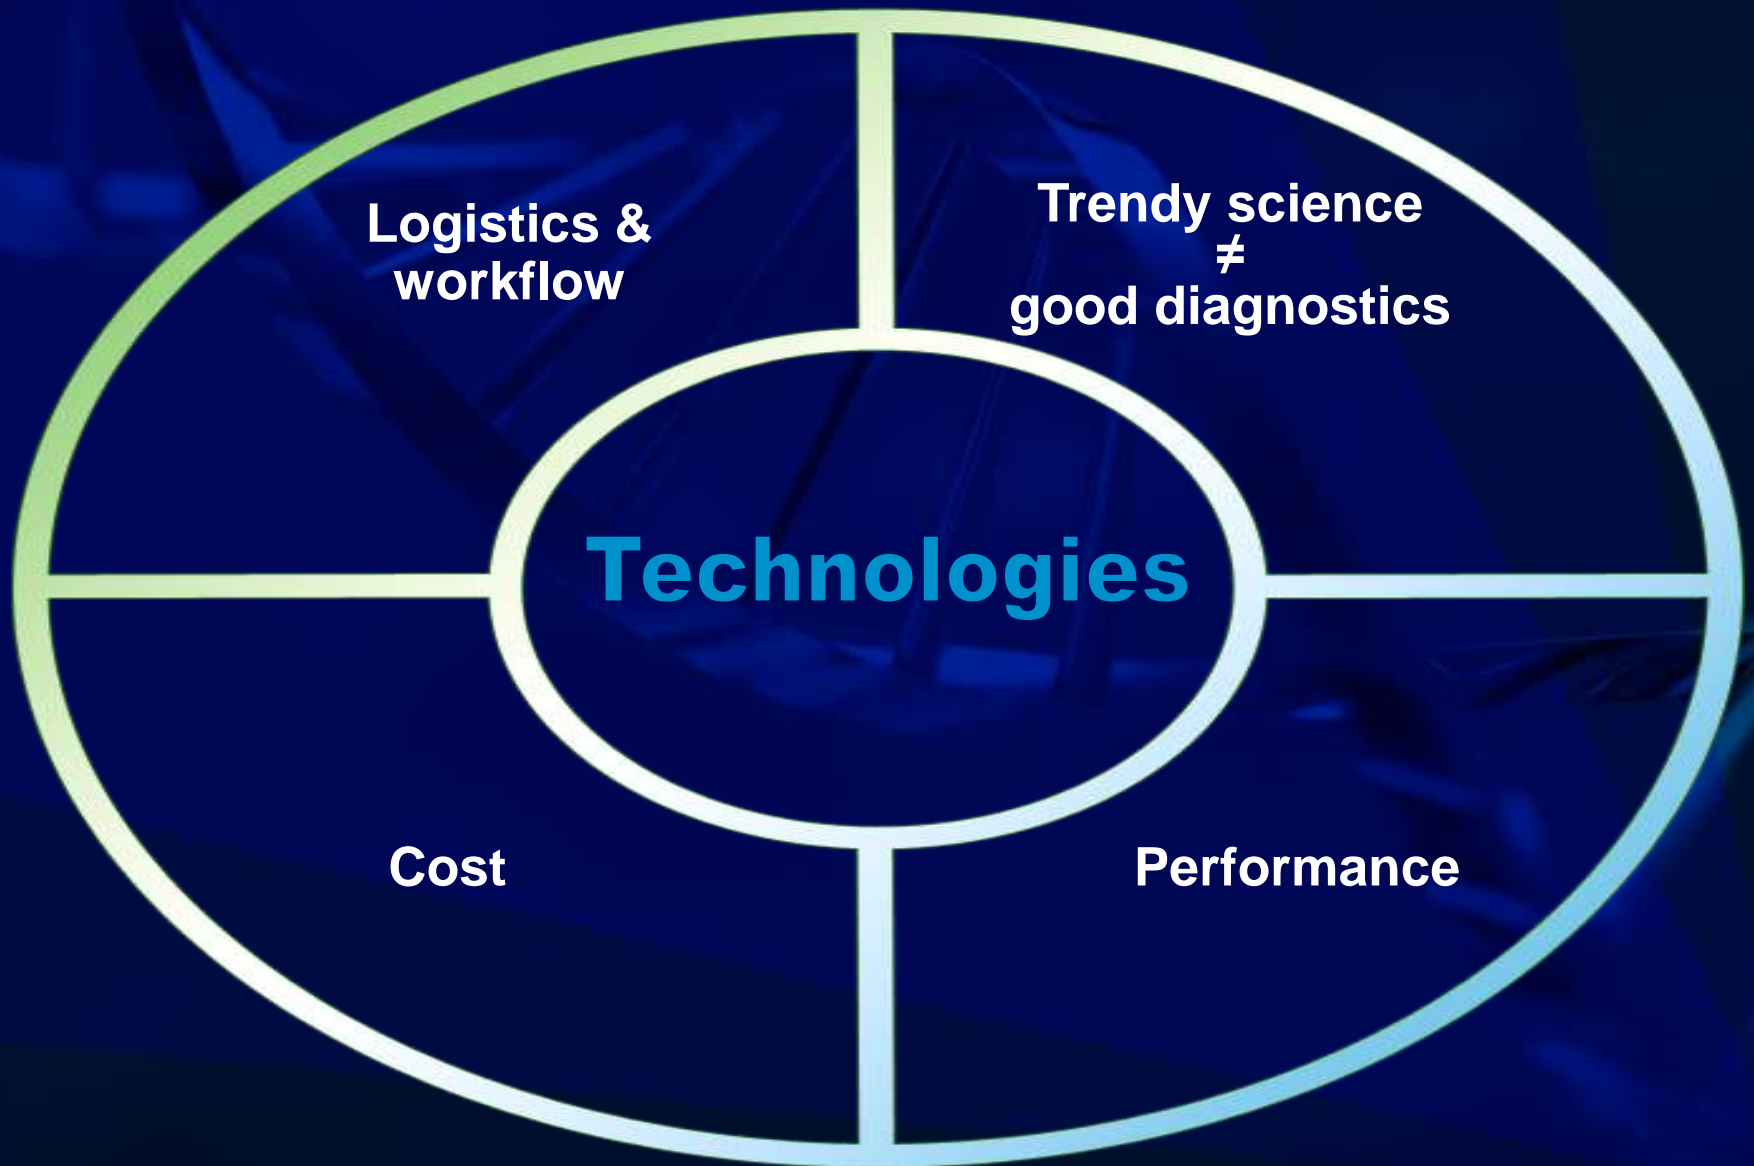 Logistics &
workflow
Trendy science
≠
good diagnostics
Technologies
Cost
Performance